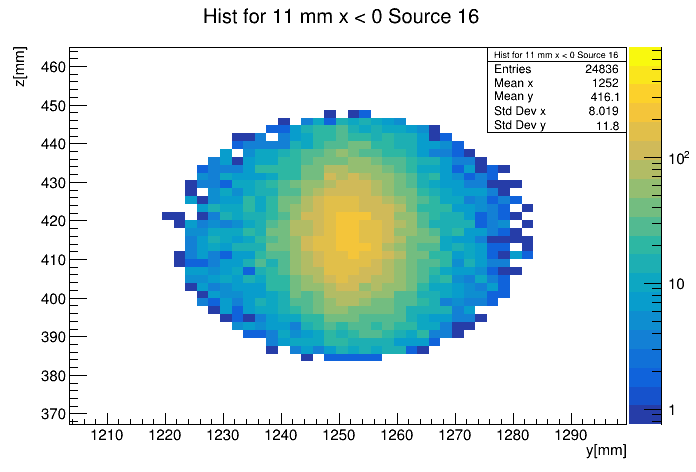 Hist for 11 mm x < 0 Source 16
z[mm]
Hist for 11 mm x < 0 Source 16
Entries 24836
Mean x 1252
Mean y 416.1
Std Dev x 8.019
Std Dev y 11.8
460
450
440
430
420
410
400
390
380
370
10²
10
1
1210 1220 1230 1240 1250 1260 1270 1280 1290
y[mm]